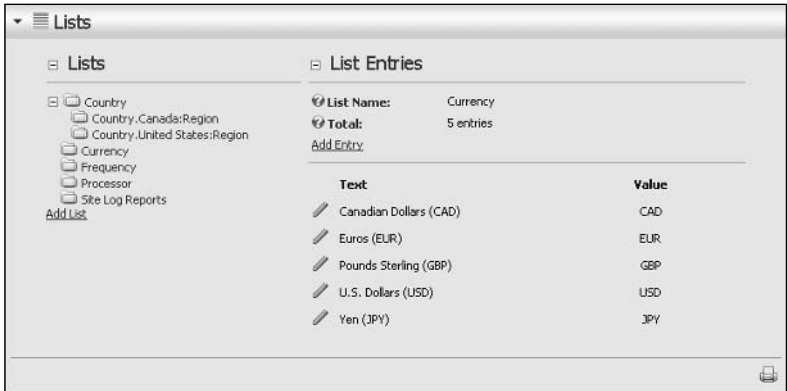 Lists
Lists
Country
Country.Canada:Region
Country.United States:Region
Currency
Frequency
Processor
Site Log Reports
Add List
List Entries
List Name: Currency
Total: 5 entries
Add Entry
Text Value
Canadian Dollars (CAD) CAD
Euros (EUR) EUR
Pounds Sterling (GBP) GBP
U.S. Dollars (USD) USD
Yen (JPY) JPY